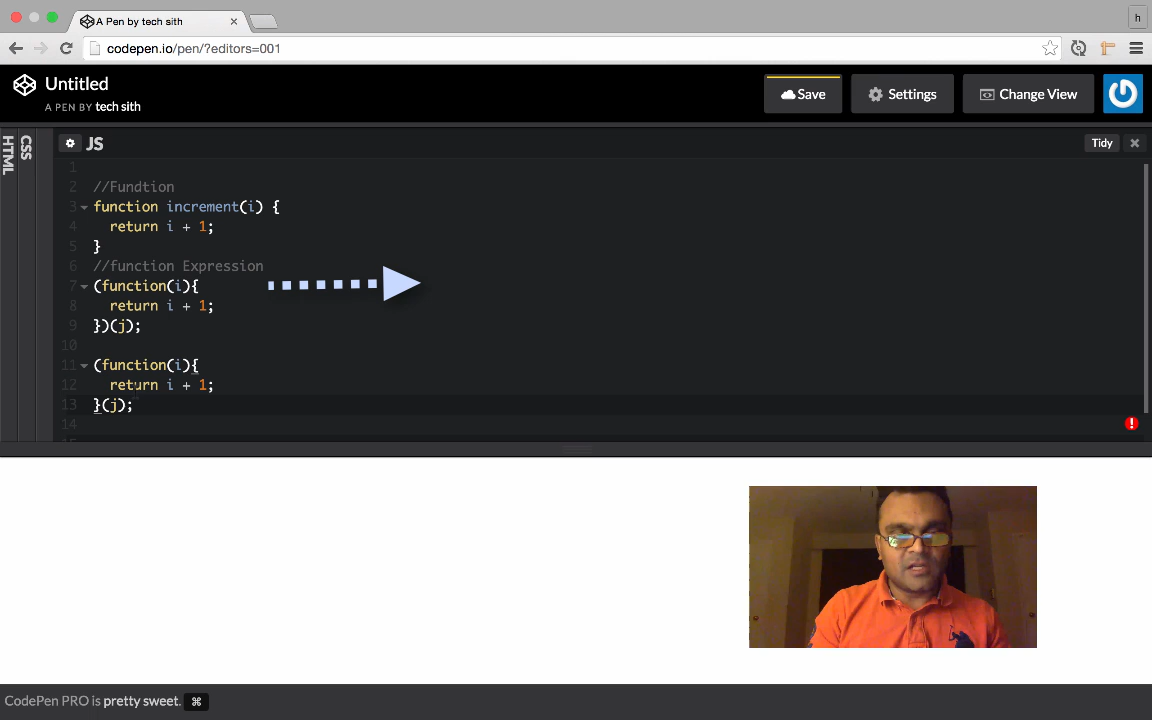 A Pen by tech sith
h
codepen.io/pen/?editors=001
Untitled
A PEN BY tech sith
Save
Settings
Change View
HTML
CSS
JS
Tidy
1
2 //Fundtion
3 function increment(i) {
4 return i + 1;
5 }
6 //function Expression
7 (function(i){
8 return i + 1;
9 })(j);
10
11 (function(i){
12 return i + 1;
13 }(j);
14
15
CodePen PRO is pretty sweet. ⌘